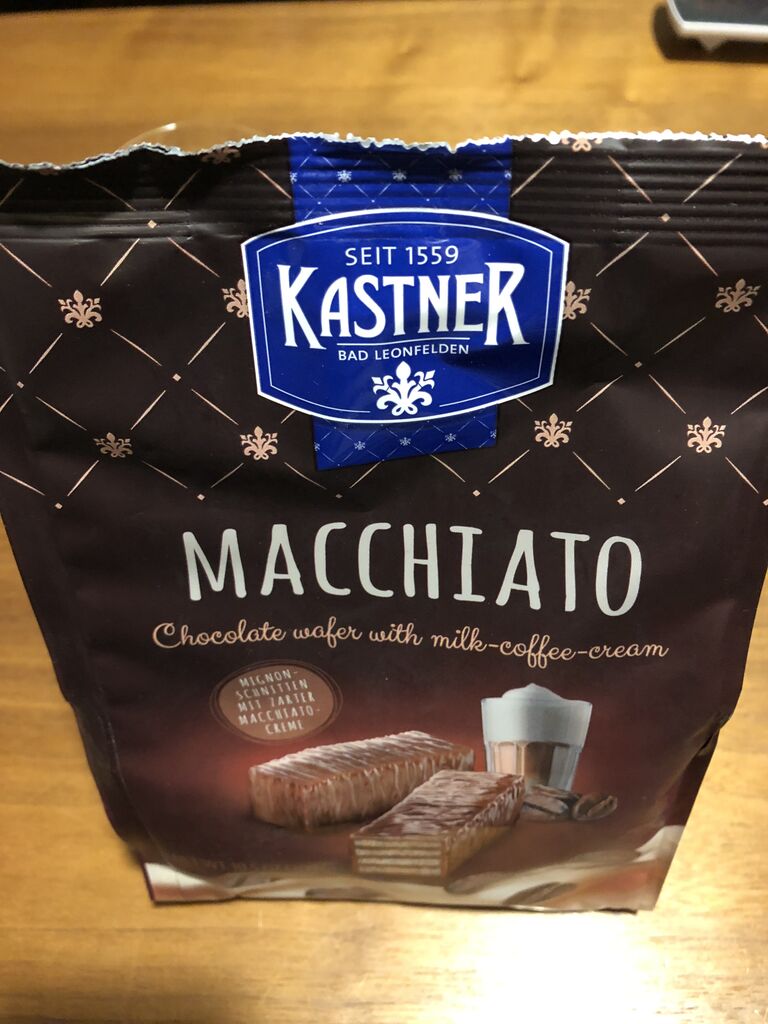 SEIT 1559
KASTNER
BAD LEONFELDEN
MACCHIATO
Chocolate wafer with milk-coffee-cream
MIGNON-
SCHNITTEN
MIT ZARTER
MACCHIATO-
CREME